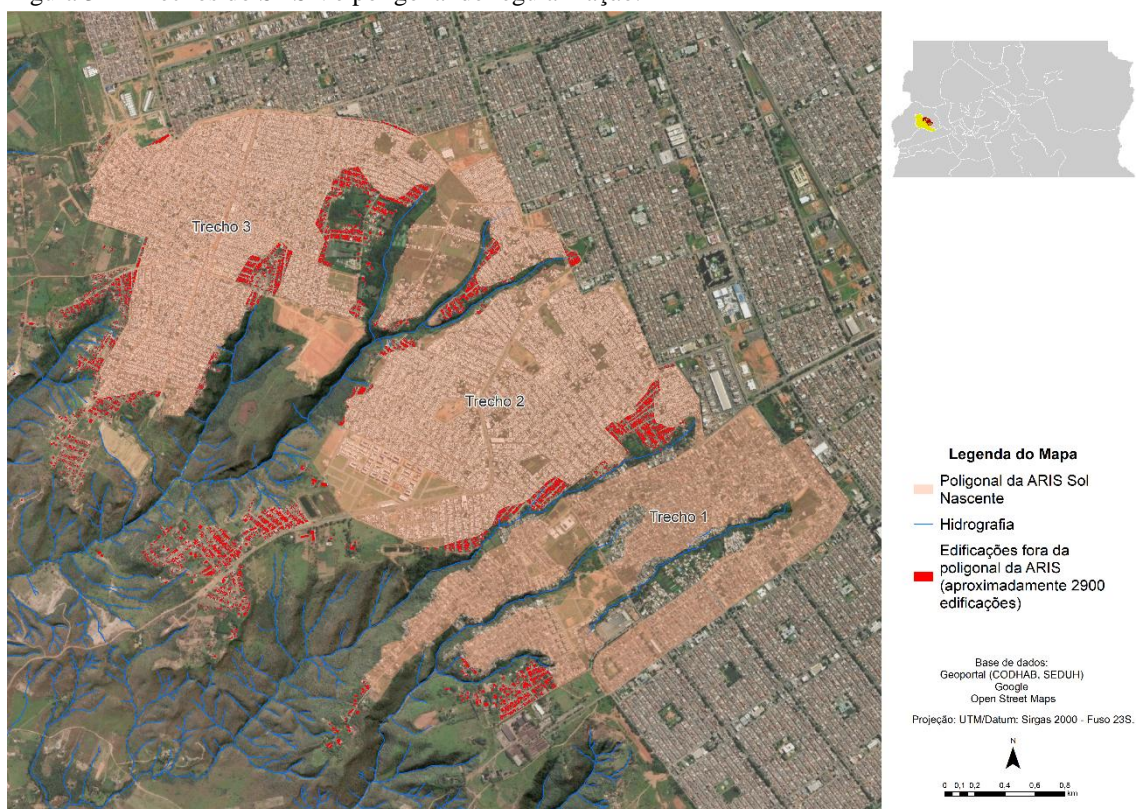 Trecho 3
Trecho 2
Trecho 1
Legenda do Mapa
Poligonal da ARIS Sol
Nascente
Hidrografia
Edificações fora da
poligonal da ARIS
(aproximadamente 2900
edificações)
Base de dados:
Geoportal (CODHAB, SEDUH)
Google
Open Street Maps
Projeção: UTM/Datum: Sirgas 2000 - Fuso 23S.
N
0 0,1 0,2 0,4 0,6 0,8
km